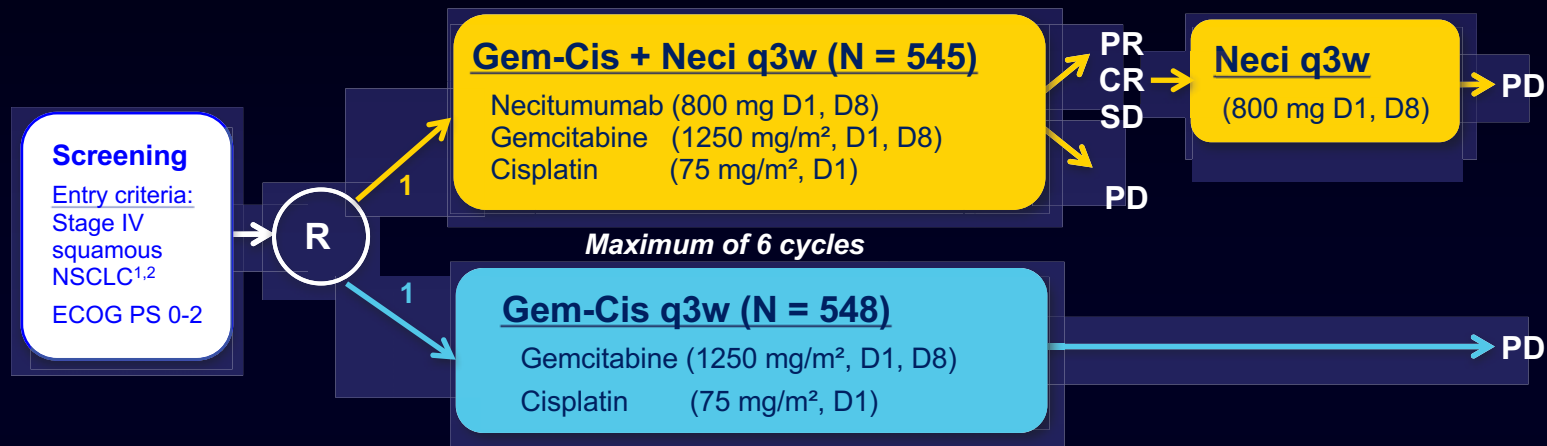 Screening
Entry criteria:
Stage IV
squamous
NSCLC1,2
ECOG PS 0-2
R
1
1
Gem-Cis + Neci q3w (N = 545)
Necitumumab (800 mg D1, D8)
Gemcitabine (1250 mg/m², D1, D8)
Cisplatin (75 mg/m², D1)
PR
CR
SD
PD
Neci q3w
(800 mg D1, D8)
PD
Maximum of 6 cycles
Gem-Cis q3w (N = 548)
Gemcitabine (1250 mg/m², D1, D8)
Cisplatin (75 mg/m², D1)
PD